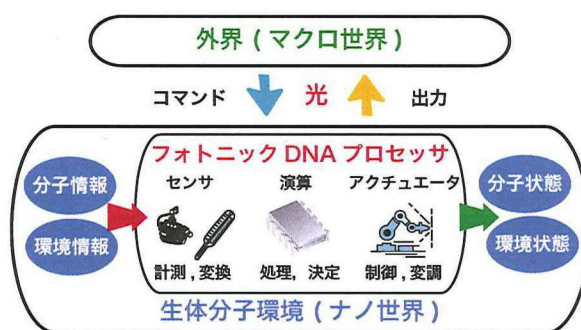 外界（マクロ世界）
コマンド 光 出力
フォトニック DNA プロセッサ
分子情報
環境情報
センサ 演算 アクチュエータ
計測，変換 処理，決定 制御，変調
分子状態
環境状態
生体分子環境（ナノ世界）